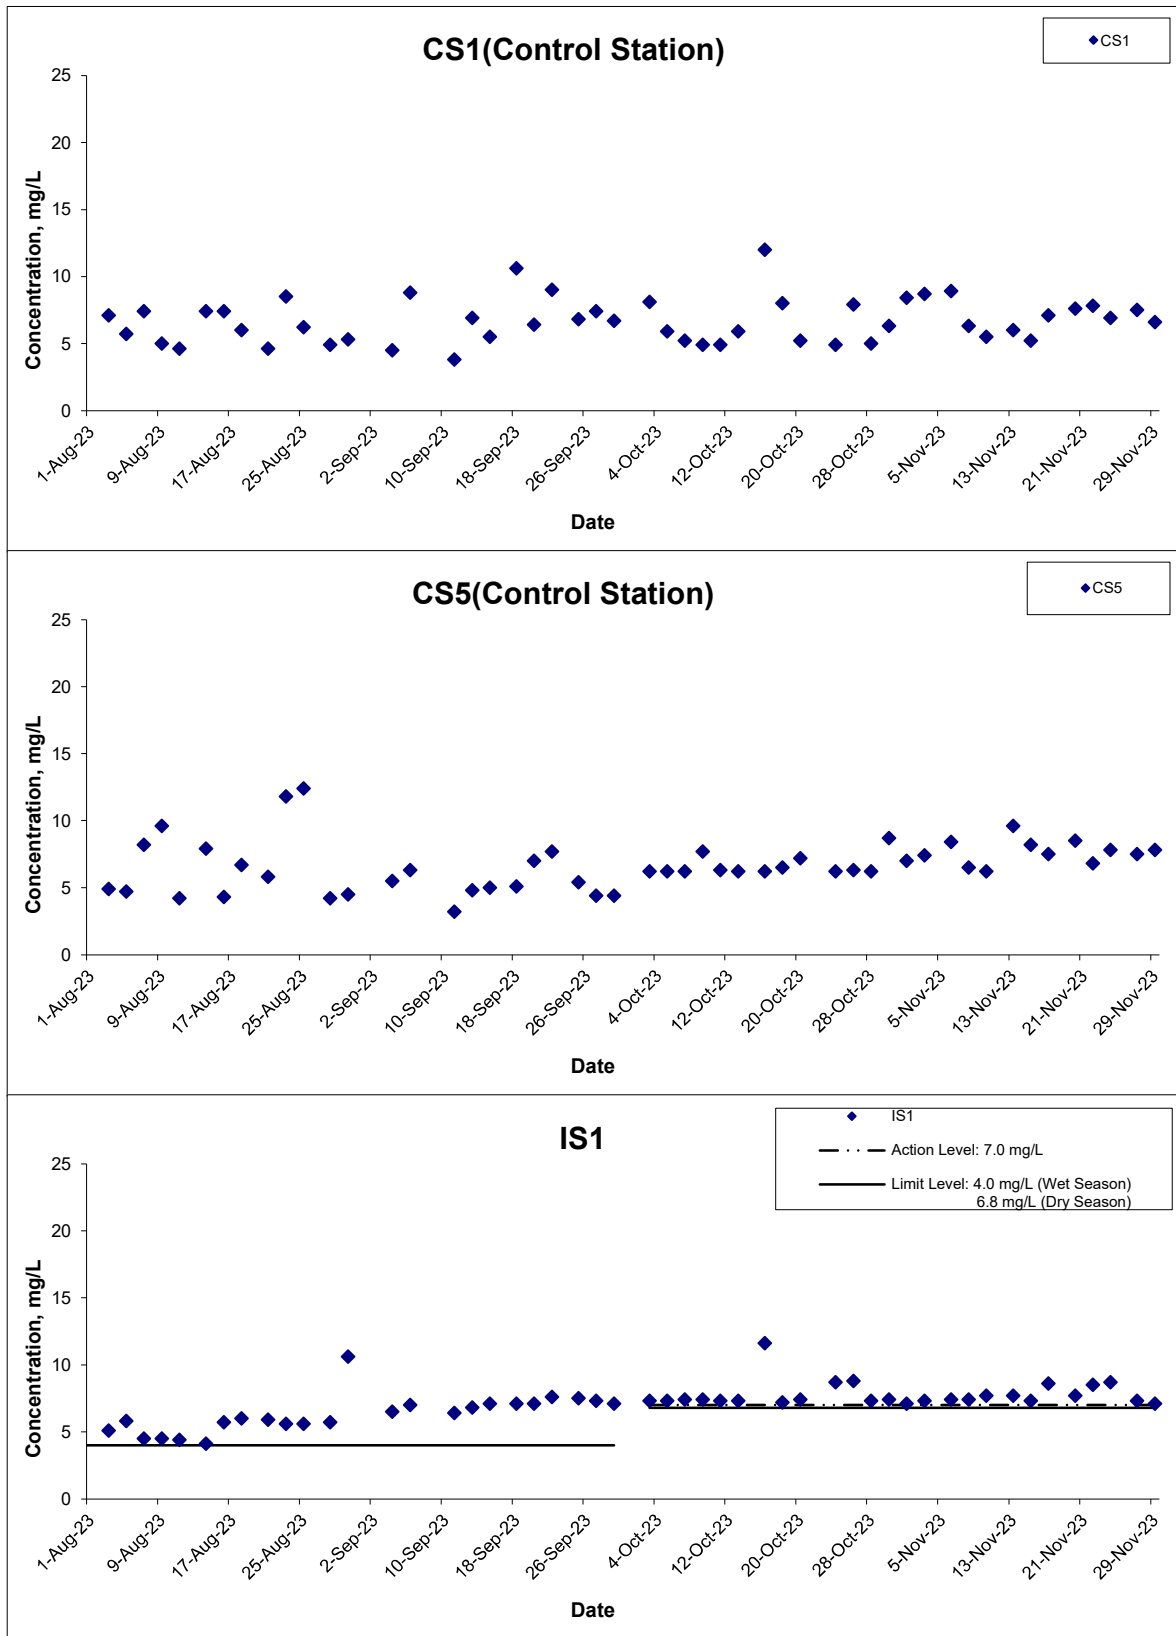 CS1(Control Station)
CS1
Concentration, mg/L
25
20
15
10
5
0
1-Aug-23
9-Aug-23
17-Aug-23
25-Aug-23
2-Sep-23
10-Sep-23
18-Sep-23
26-Sep-23
4-Oct-23
12-Oct-23
20-Oct-23
28-Oct-23
5-Nov-23
13-Nov-23
21-Nov-23
29-Nov-23
Date
CS5(Control Station)
CS5
Concentration, mg/L
25
20
15
10
5
0
1-Aug-23
9-Aug-23
17-Aug-23
25-Aug-23
2-Sep-23
10-Sep-23
18-Sep-23
26-Sep-23
4-Oct-23
12-Oct-23
20-Oct-23
28-Oct-23
5-Nov-23
13-Nov-23
21-Nov-23
29-Nov-23
Date
IS1
IS1
Action Level: 7.0 mg/L
Limit Level: 4.0 mg/L (Wet Season)
6.8 mg/L (Dry Season)
Concentration, mg/L
25
20
15
10
5
0
1-Aug-23
9-Aug-23
17-Aug-23
25-Aug-23
2-Sep-23
10-Sep-23
18-Sep-23
26-Sep-23
4-Oct-23
12-Oct-23
20-Oct-23
28-Oct-23
5-Nov-23
13-Nov-23
21-Nov-23
29-Nov-23
Date